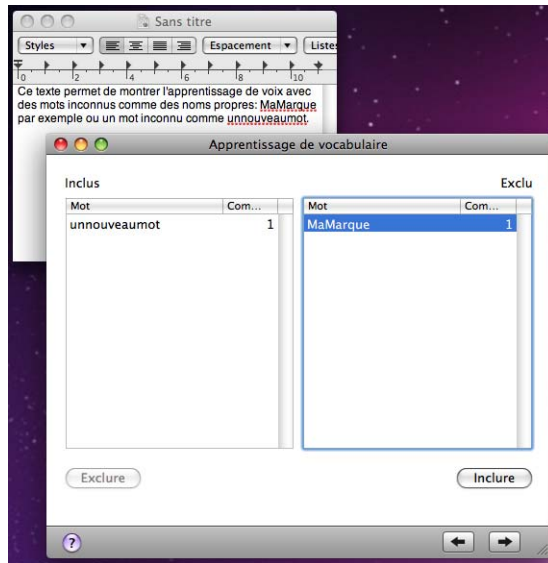 Sans titre
Styles Espacement Listes
0 2 4 6 8 10
Ce texte permet de montrer l'apprentissage de voix avec
des mots inconnus comme des noms propres: MaMarque
par exemple ou un mot inconnu comme unnouveaumot.
Apprentissage de vocabulaire
Inclus Exclu
Mot Com... Mot Com...
unnouveaumot 1 MaMarque 1
Exclure Inclure
?